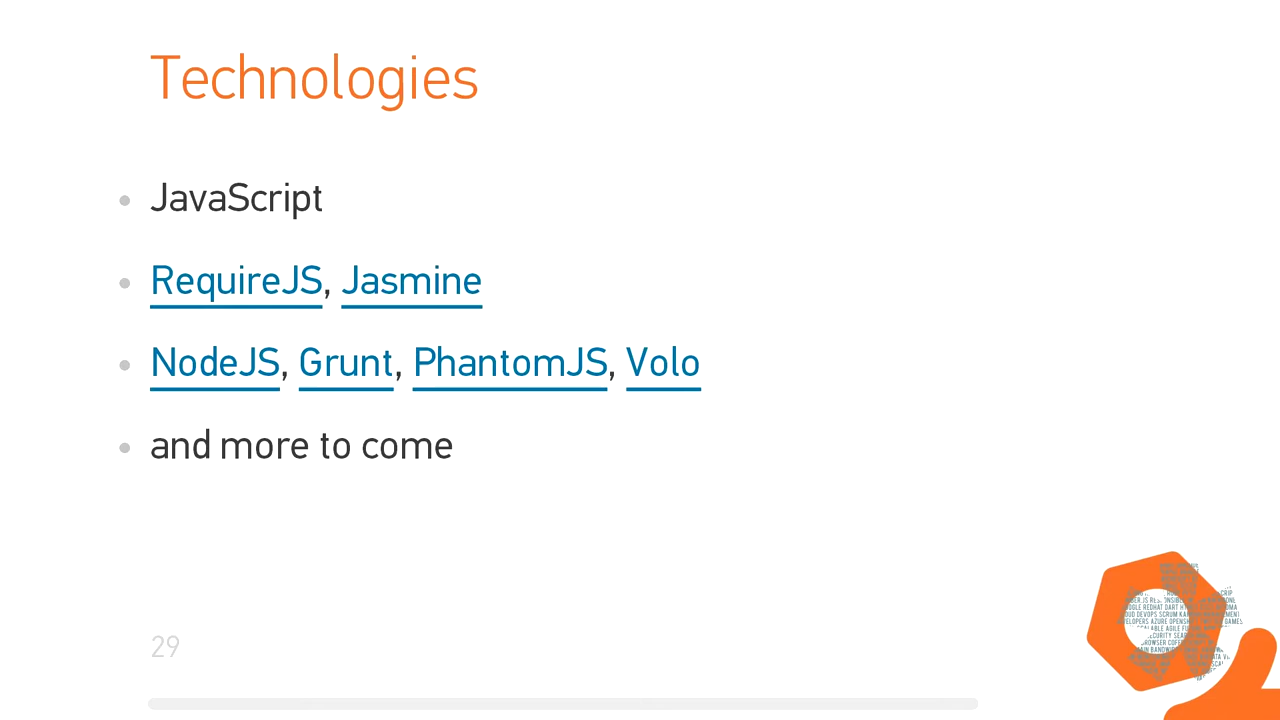 Technologies
JavaScript
RequireJS, Jasmine
NodeJS, Grunt, PhantomJS, Volo
and more to come
29